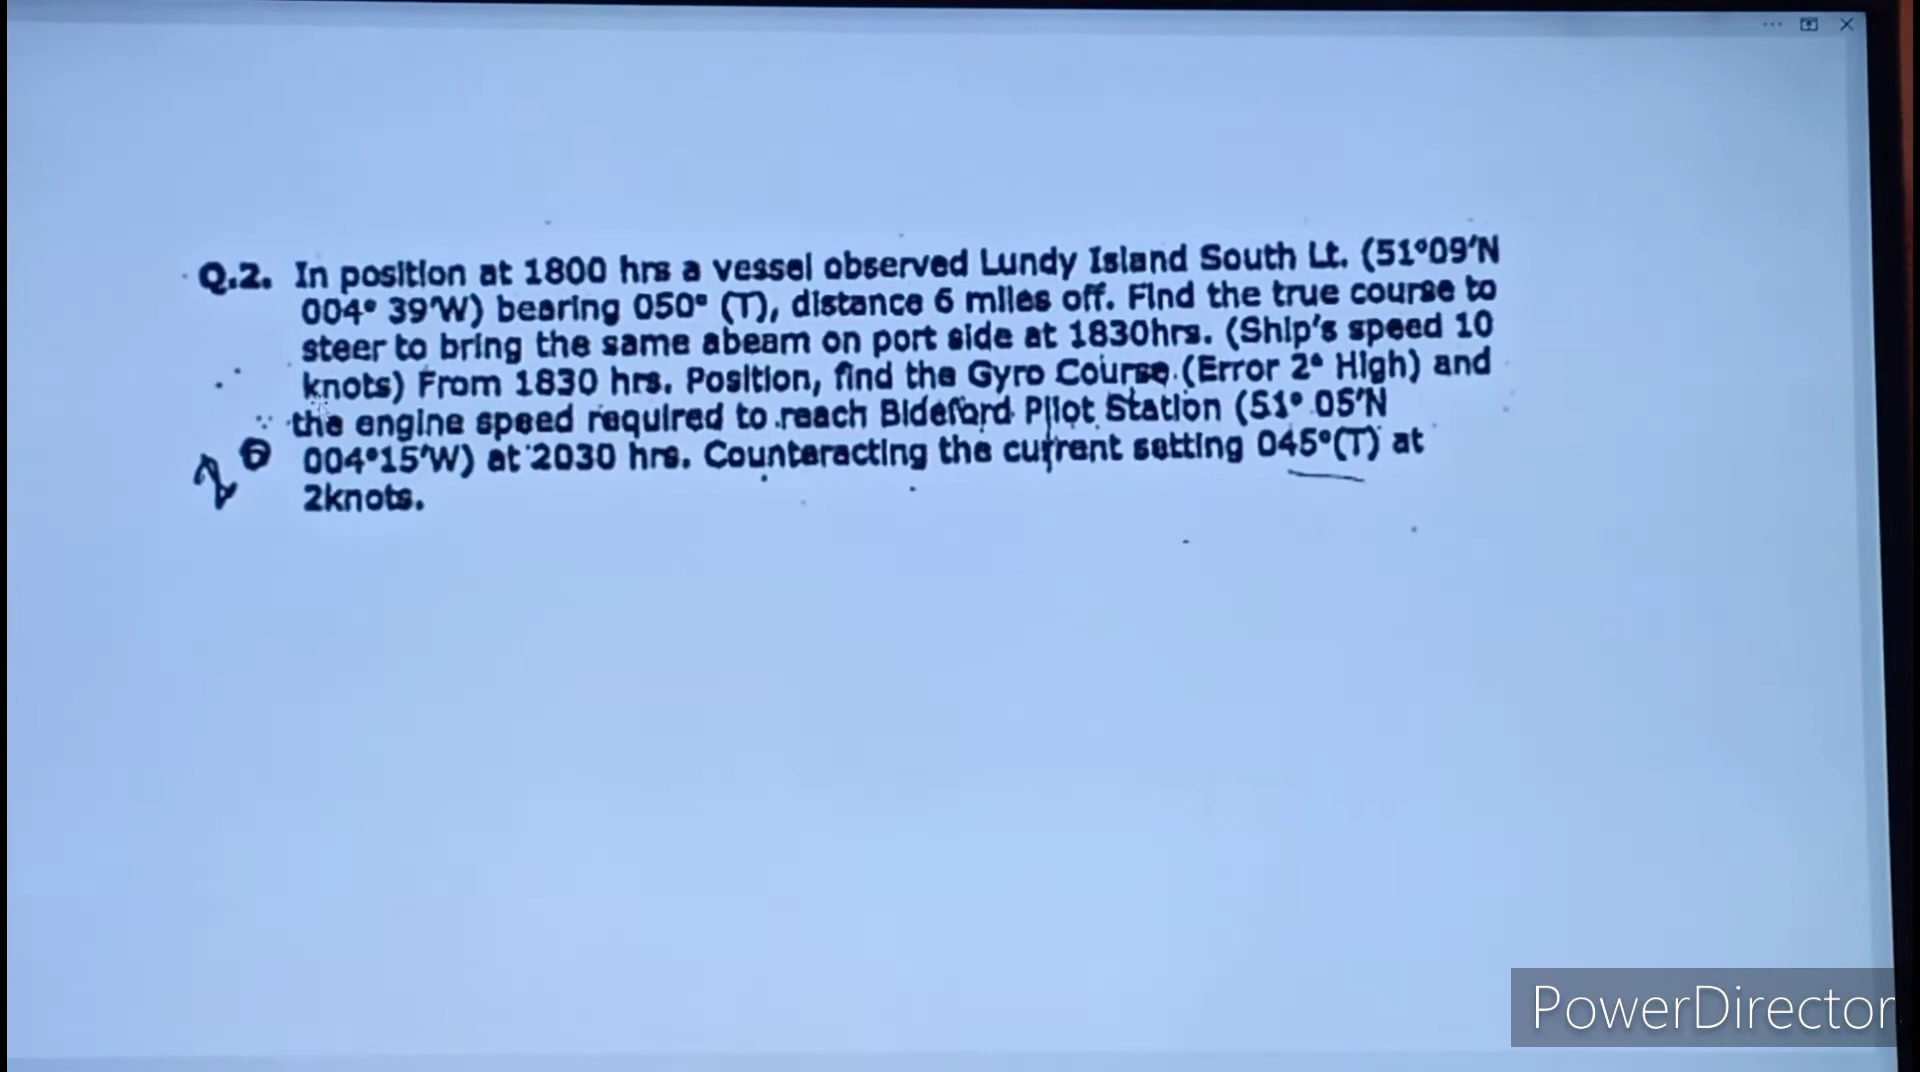 Q.2. In position at 1800 hrs a vessel observed Lundy Island South Lt. (51°09'N
004° 39'W) bearing 050° (T), distance 6 miles off. Find the true course to
steer to bring the same abeam on port side at 1830hrs. (Ship's speed 10
knots) From 1830 hrs. Position, find the Gyro Course (Error 2° High) and
the engine speed required to reach Bideford Pilot Station (51° 05'N
004°15'W) at 2030 hrs. Counteracting the current setting 045°(T) at
2knots.
PowerDirector